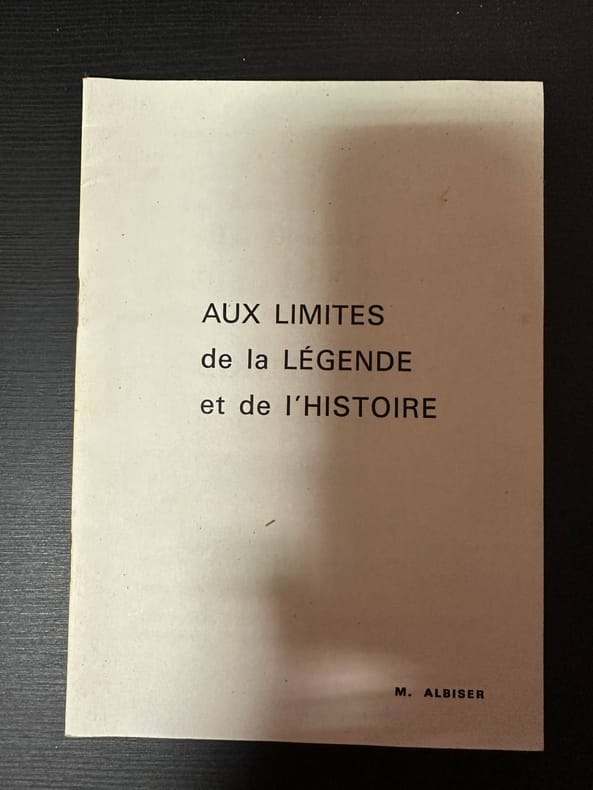 AUX LIMITES
de la LÉGENDE
et de l'HISTOIRE
M. ALBISER